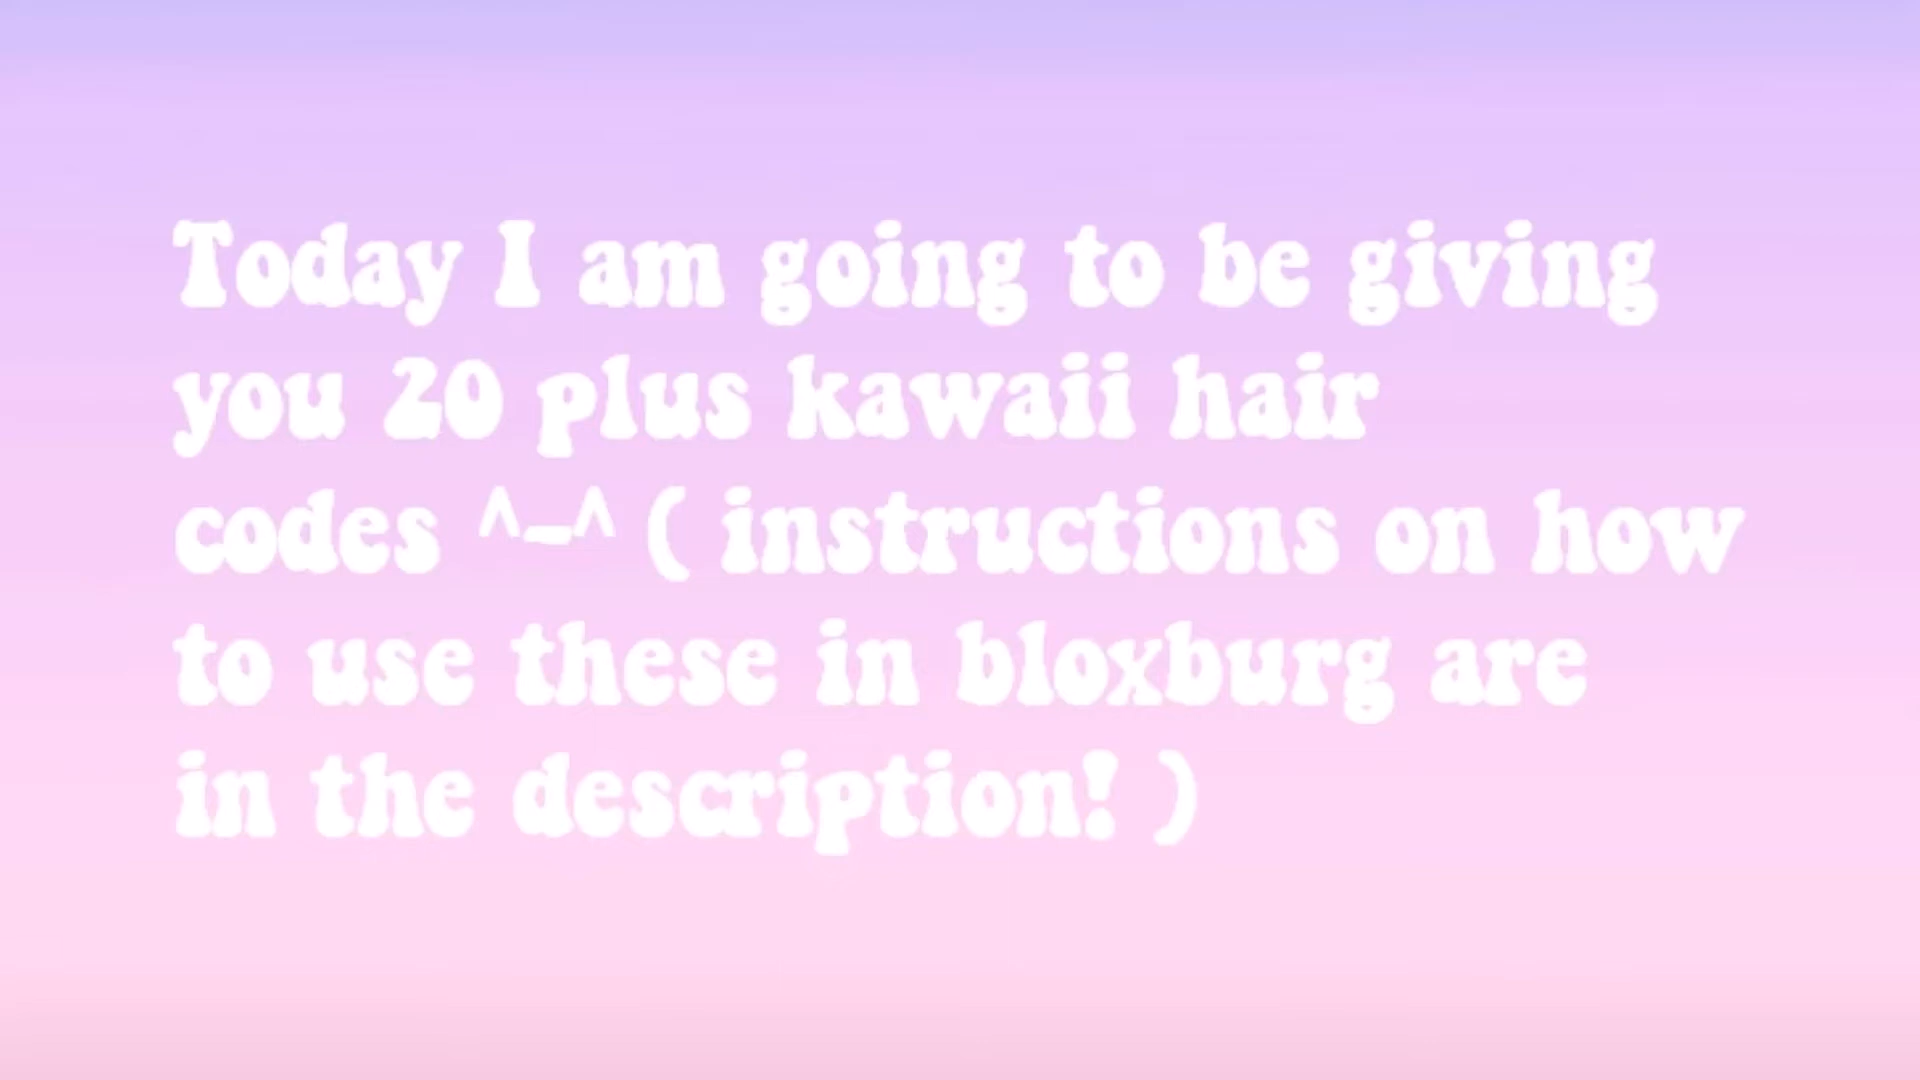 Today I am going to be giving
you 20 plus kawaii hair
codes ^-^ ( instructions on how
to use these in bloxburg are
in the description! )